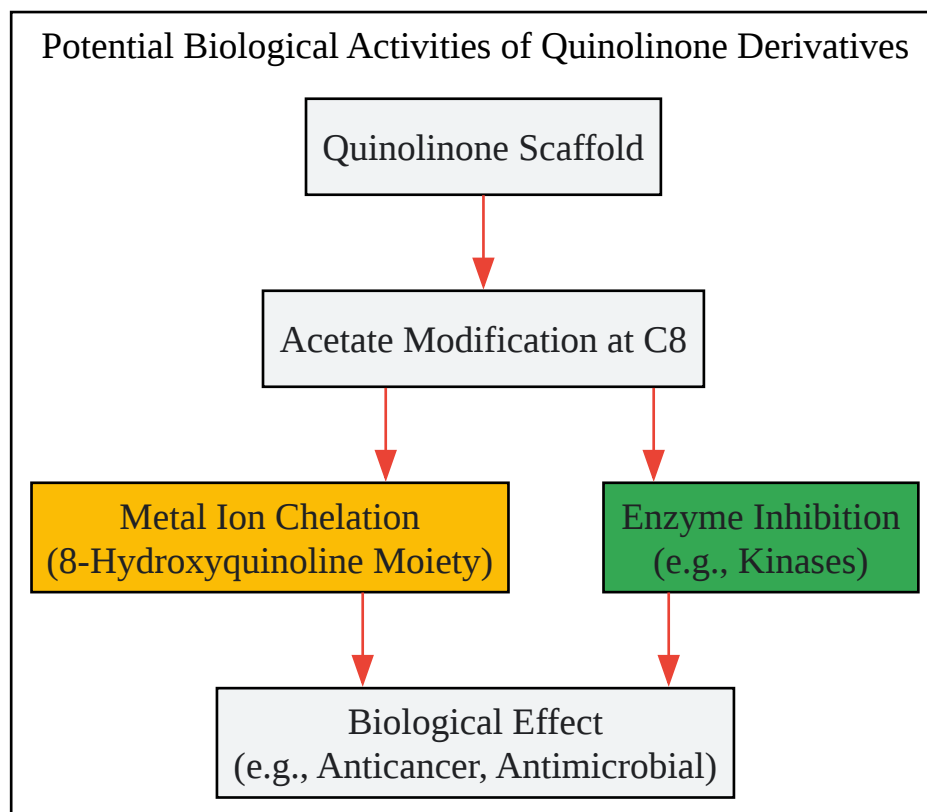 Potential Biological Activities of Quinolinone Derivatives
Quinolinone Scaffold
Acetate Modification at C8
Metal Ion Chelation
(8-Hydroxyquinoline Moiety)
Enzyme Inhibition
(e.g., Kinases)
Biological Effect
(e.g., Anticancer, Antimicrobial)